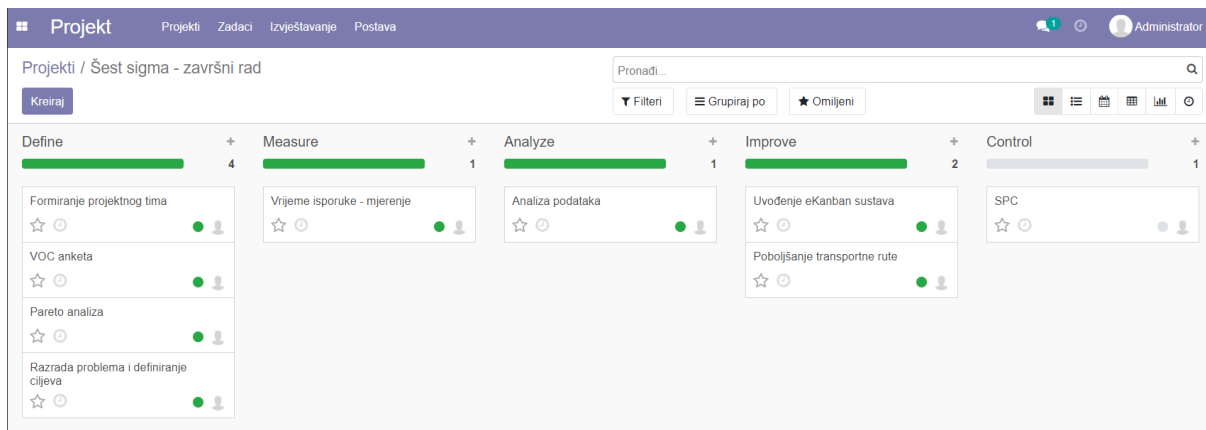 Projekt Projekti Zadaci Izvještavanje Postava 1 Administrator
Projekti / Šest sigma - završni rad
Pronađi...
Kreiraj Filteri Grupiraj po Omiljeni
Define + Measure + Analyze + Improve + Control +
4 1 1 2 1
Formiranje projektnog tima
VOC anketa
Pareto analiza
Razrada problema i definiranje
ciljeva
Vrijeme isporuke - mjerenje
Analiza podataka
Uvođenje eKanban sustava
Poboljšanje transportne rute
SPC